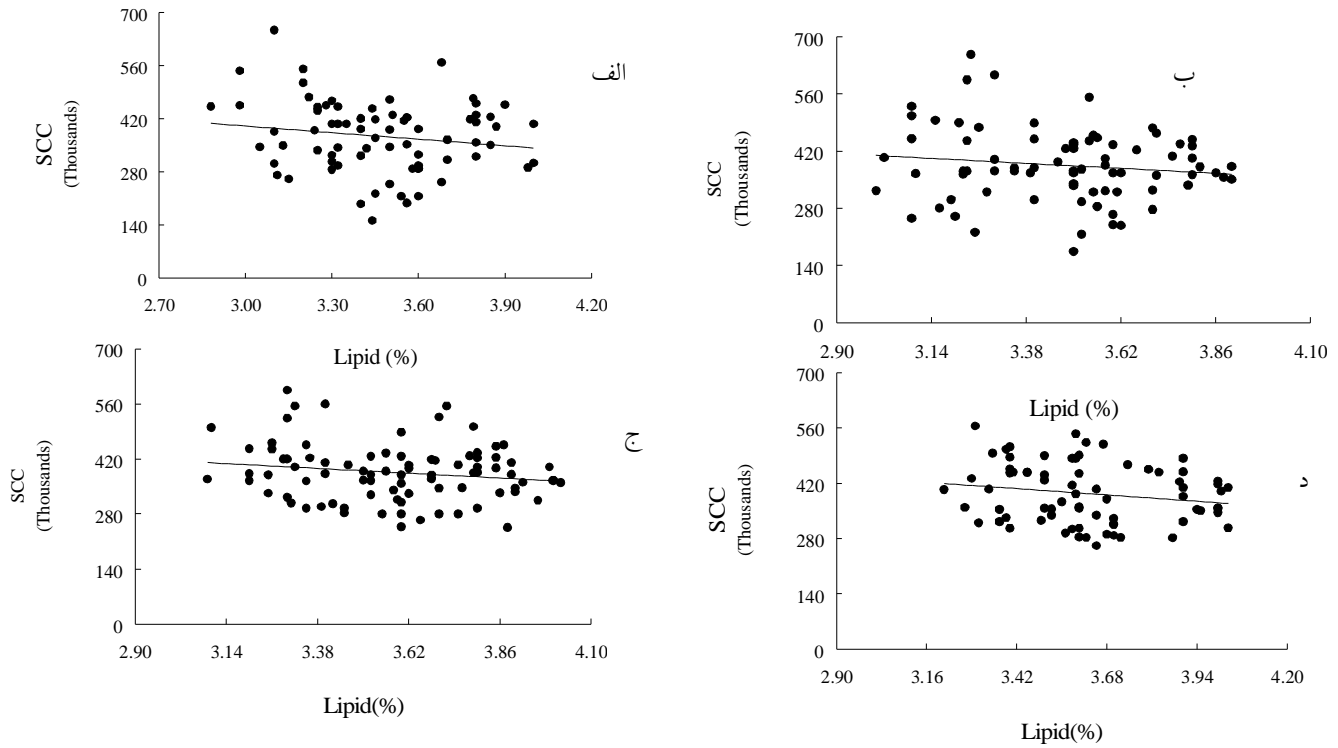 700
560
420
280
140
0
SCC
(Thousands)
الف
2.70 3.00 3.30 3.60 3.90 4.20
Lipid (%)
700
560
420
280
140
0
SCC
(Thousands)
ب
2.90 3.14 3.38 3.62 3.86 4.10
Lipid (%)
700
560
420
280
140
0
SCC
(Thousands)
ج
2.90 3.14 3.38 3.62 3.86 4.10
Lipid(%)
700
560
420
280
140
0
SCC
(Thousands)
د
2.90 3.16 3.42 3.68 3.94 4.20
Lipid(%)